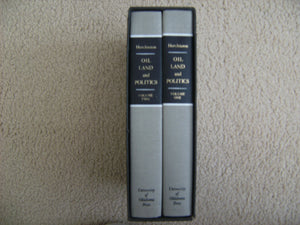 Hutchinson
OIL
LAND
and
POLITICS
VOLUME
TWO
University
of
Oklahoma
Press
Hutchinson
OIL
LAND
and
POLITICS
VOLUME
ONE
University
of
Oklahoma
Press